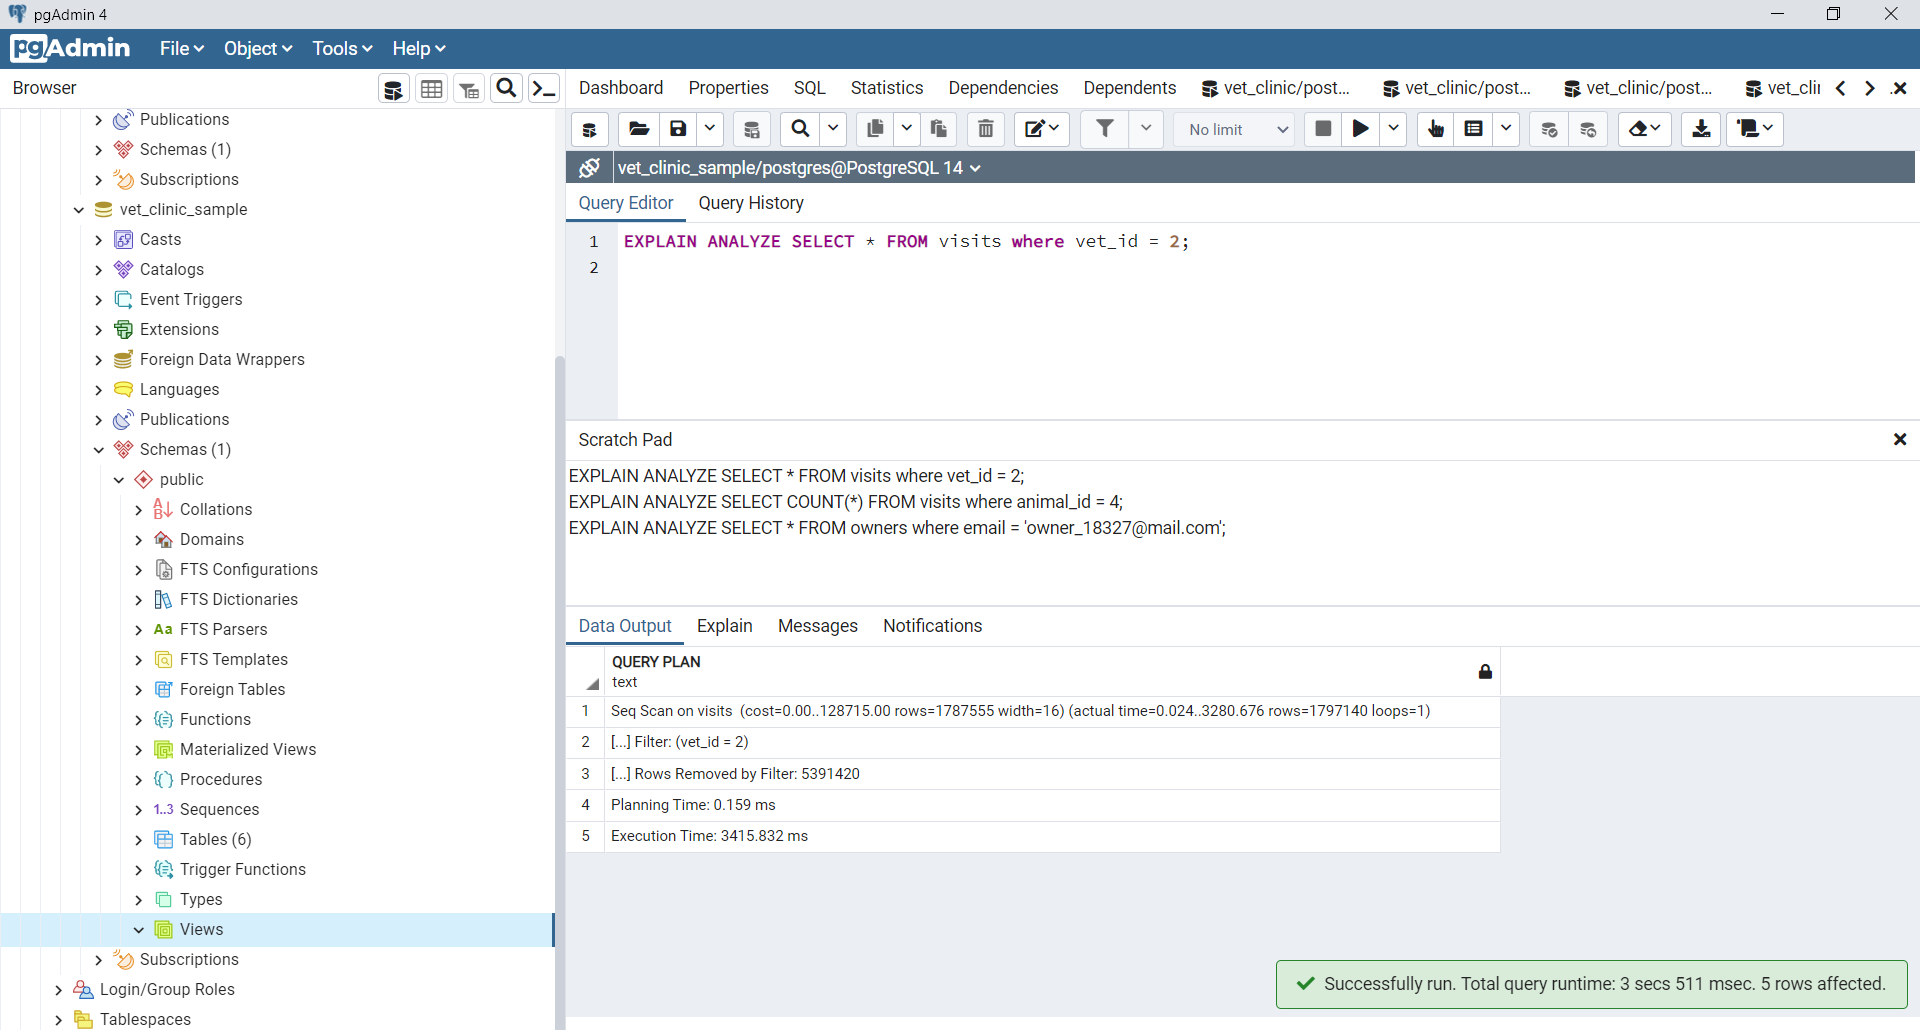 pgAdmin 4
pgAdmin File Object Tools Help
Browser
Dashboard Properties SQL Statistics Dependencies Dependents vet_clinic/post... vet_clinic/post... vet_clinic/post... vet_cli
No limit
vet_clinic_sample/postgres@PostgreSQL 14
Query Editor Query History
1 EXPLAIN ANALYZE SELECT * FROM visits where vet_id = 2;
2
Scratch Pad
EXPLAIN ANALYZE SELECT * FROM visits where vet_id = 2;
EXPLAIN ANALYZE SELECT COUNT(*) FROM visits where animal_id = 4;
EXPLAIN ANALYZE SELECT * FROM owners where email = 'owner_18327@mail.com';
Data Output Explain Messages Notifications
QUERY PLAN
text
1 Seq Scan on visits (cost=0.00..128715.00 rows=1787555 width=16) (actual time=0.024..3280.676 rows=1797140 loops=1)
2 [...] Filter: (vet_id = 2)
3 [...] Rows Removed by Filter: 5391420
4 Planning Time: 0.159 ms
5 Execution Time: 3415.832 ms
Successfully run. Total query runtime: 3 secs 511 msec. 5 rows affected.
Publications
Schemas (1)
Subscriptions
vet_clinic_sample
Casts
Catalogs
Event Triggers
Extensions
Foreign Data Wrappers
Languages
Publications
Schemas (1)
public
Collations
Domains
FTS Configurations
FTS Dictionaries
Aa FTS Parsers
FTS Templates
Foreign Tables
Functions
Materialized Views
Procedures
1..3 Sequences
Tables (6)
Trigger Functions
Types
Views
Subscriptions
Login/Group Roles
Tablespaces